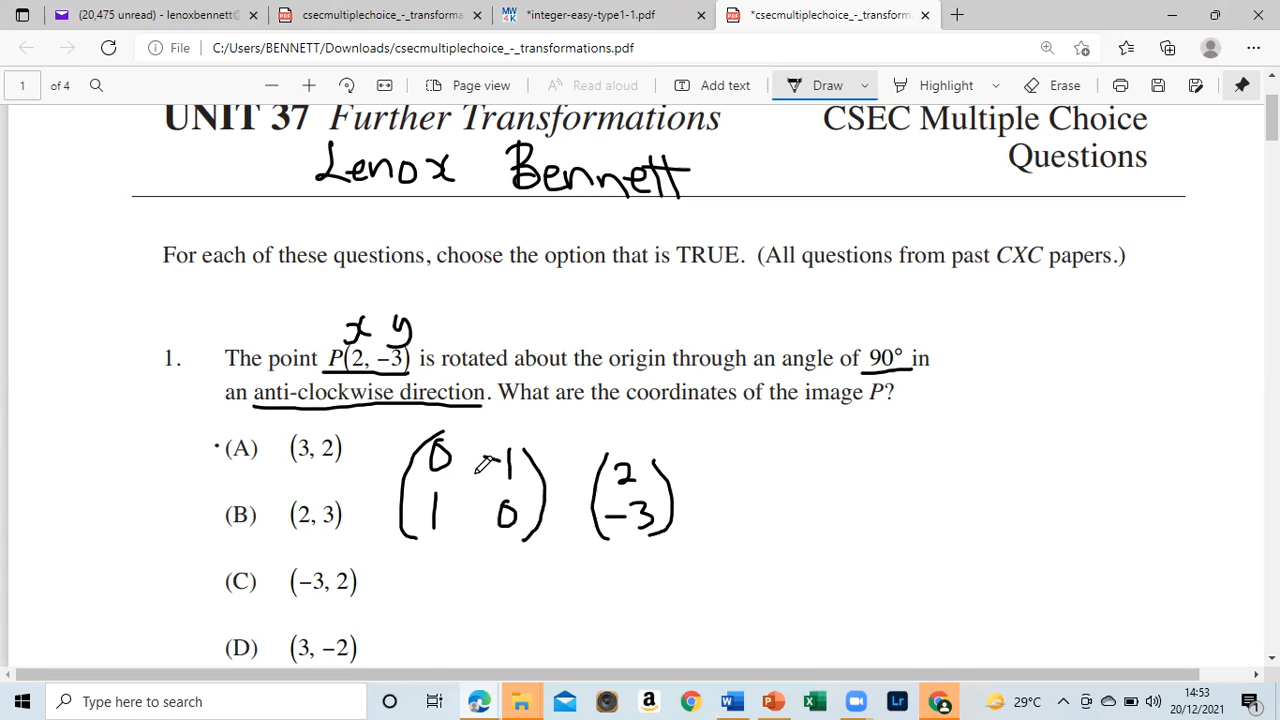 (20,475 unread) - lenoxbennett@ csecmultiplechoice_-_transforma *integer-easy-type1-1.pdf *csecmultiplechoice_-_transform
File C:/Users/BENNETT/Downloads/csecmultiplechoice_-_transformations.pdf
1 of 4 Page view Read aloud Add text Draw Highlight Erase
UNIT 37 Further Transformations CSEC Multiple Choice
Questions
Lenox Bennett
For each of these questions, choose the option that is TRUE. (All questions from past CXC papers.)
x y
1. The point P(2, −3) is rotated about the origin through an angle of 90° in
an anti-clockwise direction. What are the coordinates of the image P?
(A) (3, 2)
0 -1 2
(B) (2, 3)
1 0 -3
(C) (−3, 2)
(D) (3, −2)
Type here to search 29°C 14:53
20/12/2021